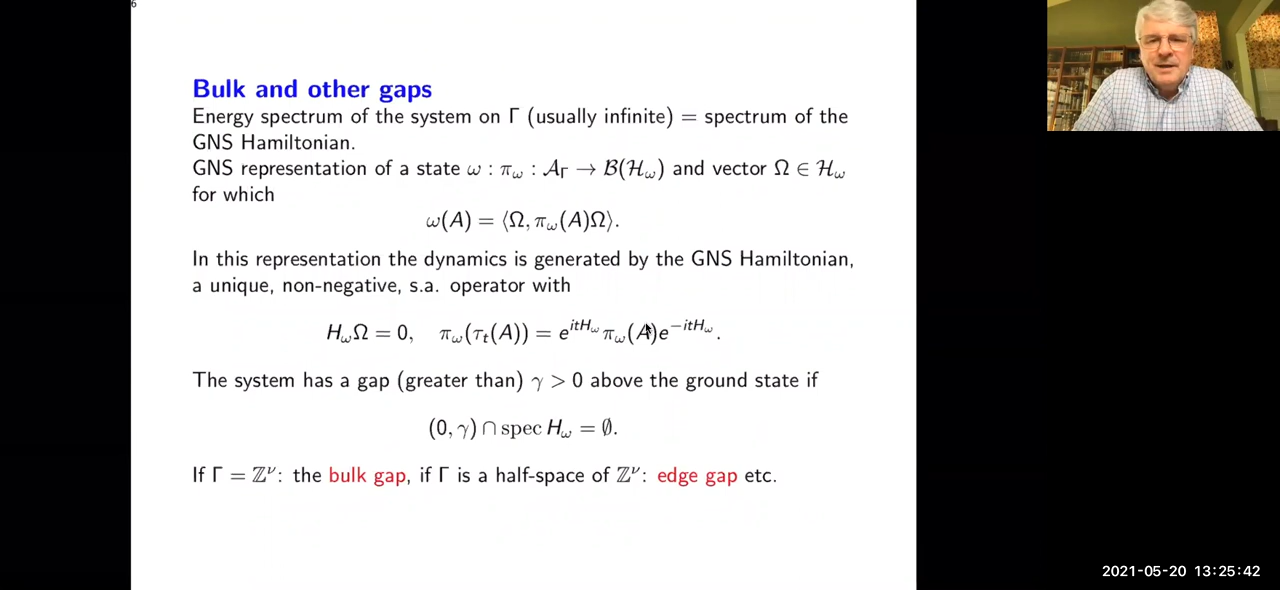 6
Bulk and other gaps
Energy spectrum of the system on Γ (usually infinite) = spectrum of the
GNS Hamiltonian.
GNS representation of a state ω : π_ω : 𝒜_Γ → ℬ(ℋ_ω) and vector Ω ∈ ℋ_ω
for which
ω(A) = ⟨Ω, π_ω(A)Ω⟩.
In this representation the dynamics is generated by the GNS Hamiltonian,
a unique, non-negative, s.a. operator with
H_ωΩ = 0, π_ω(τ_t(A)) = e^{itH_ω} π_ω(A)e^{−itH_ω}.
The system has a gap (greater than) γ > 0 above the ground state if
(0, γ) ∩ spec H_ω = ∅.
If Γ = ℤ^ν: the bulk gap, if Γ is a half-space of ℤ^ν: edge gap etc.
2021-05-20 13:25:42